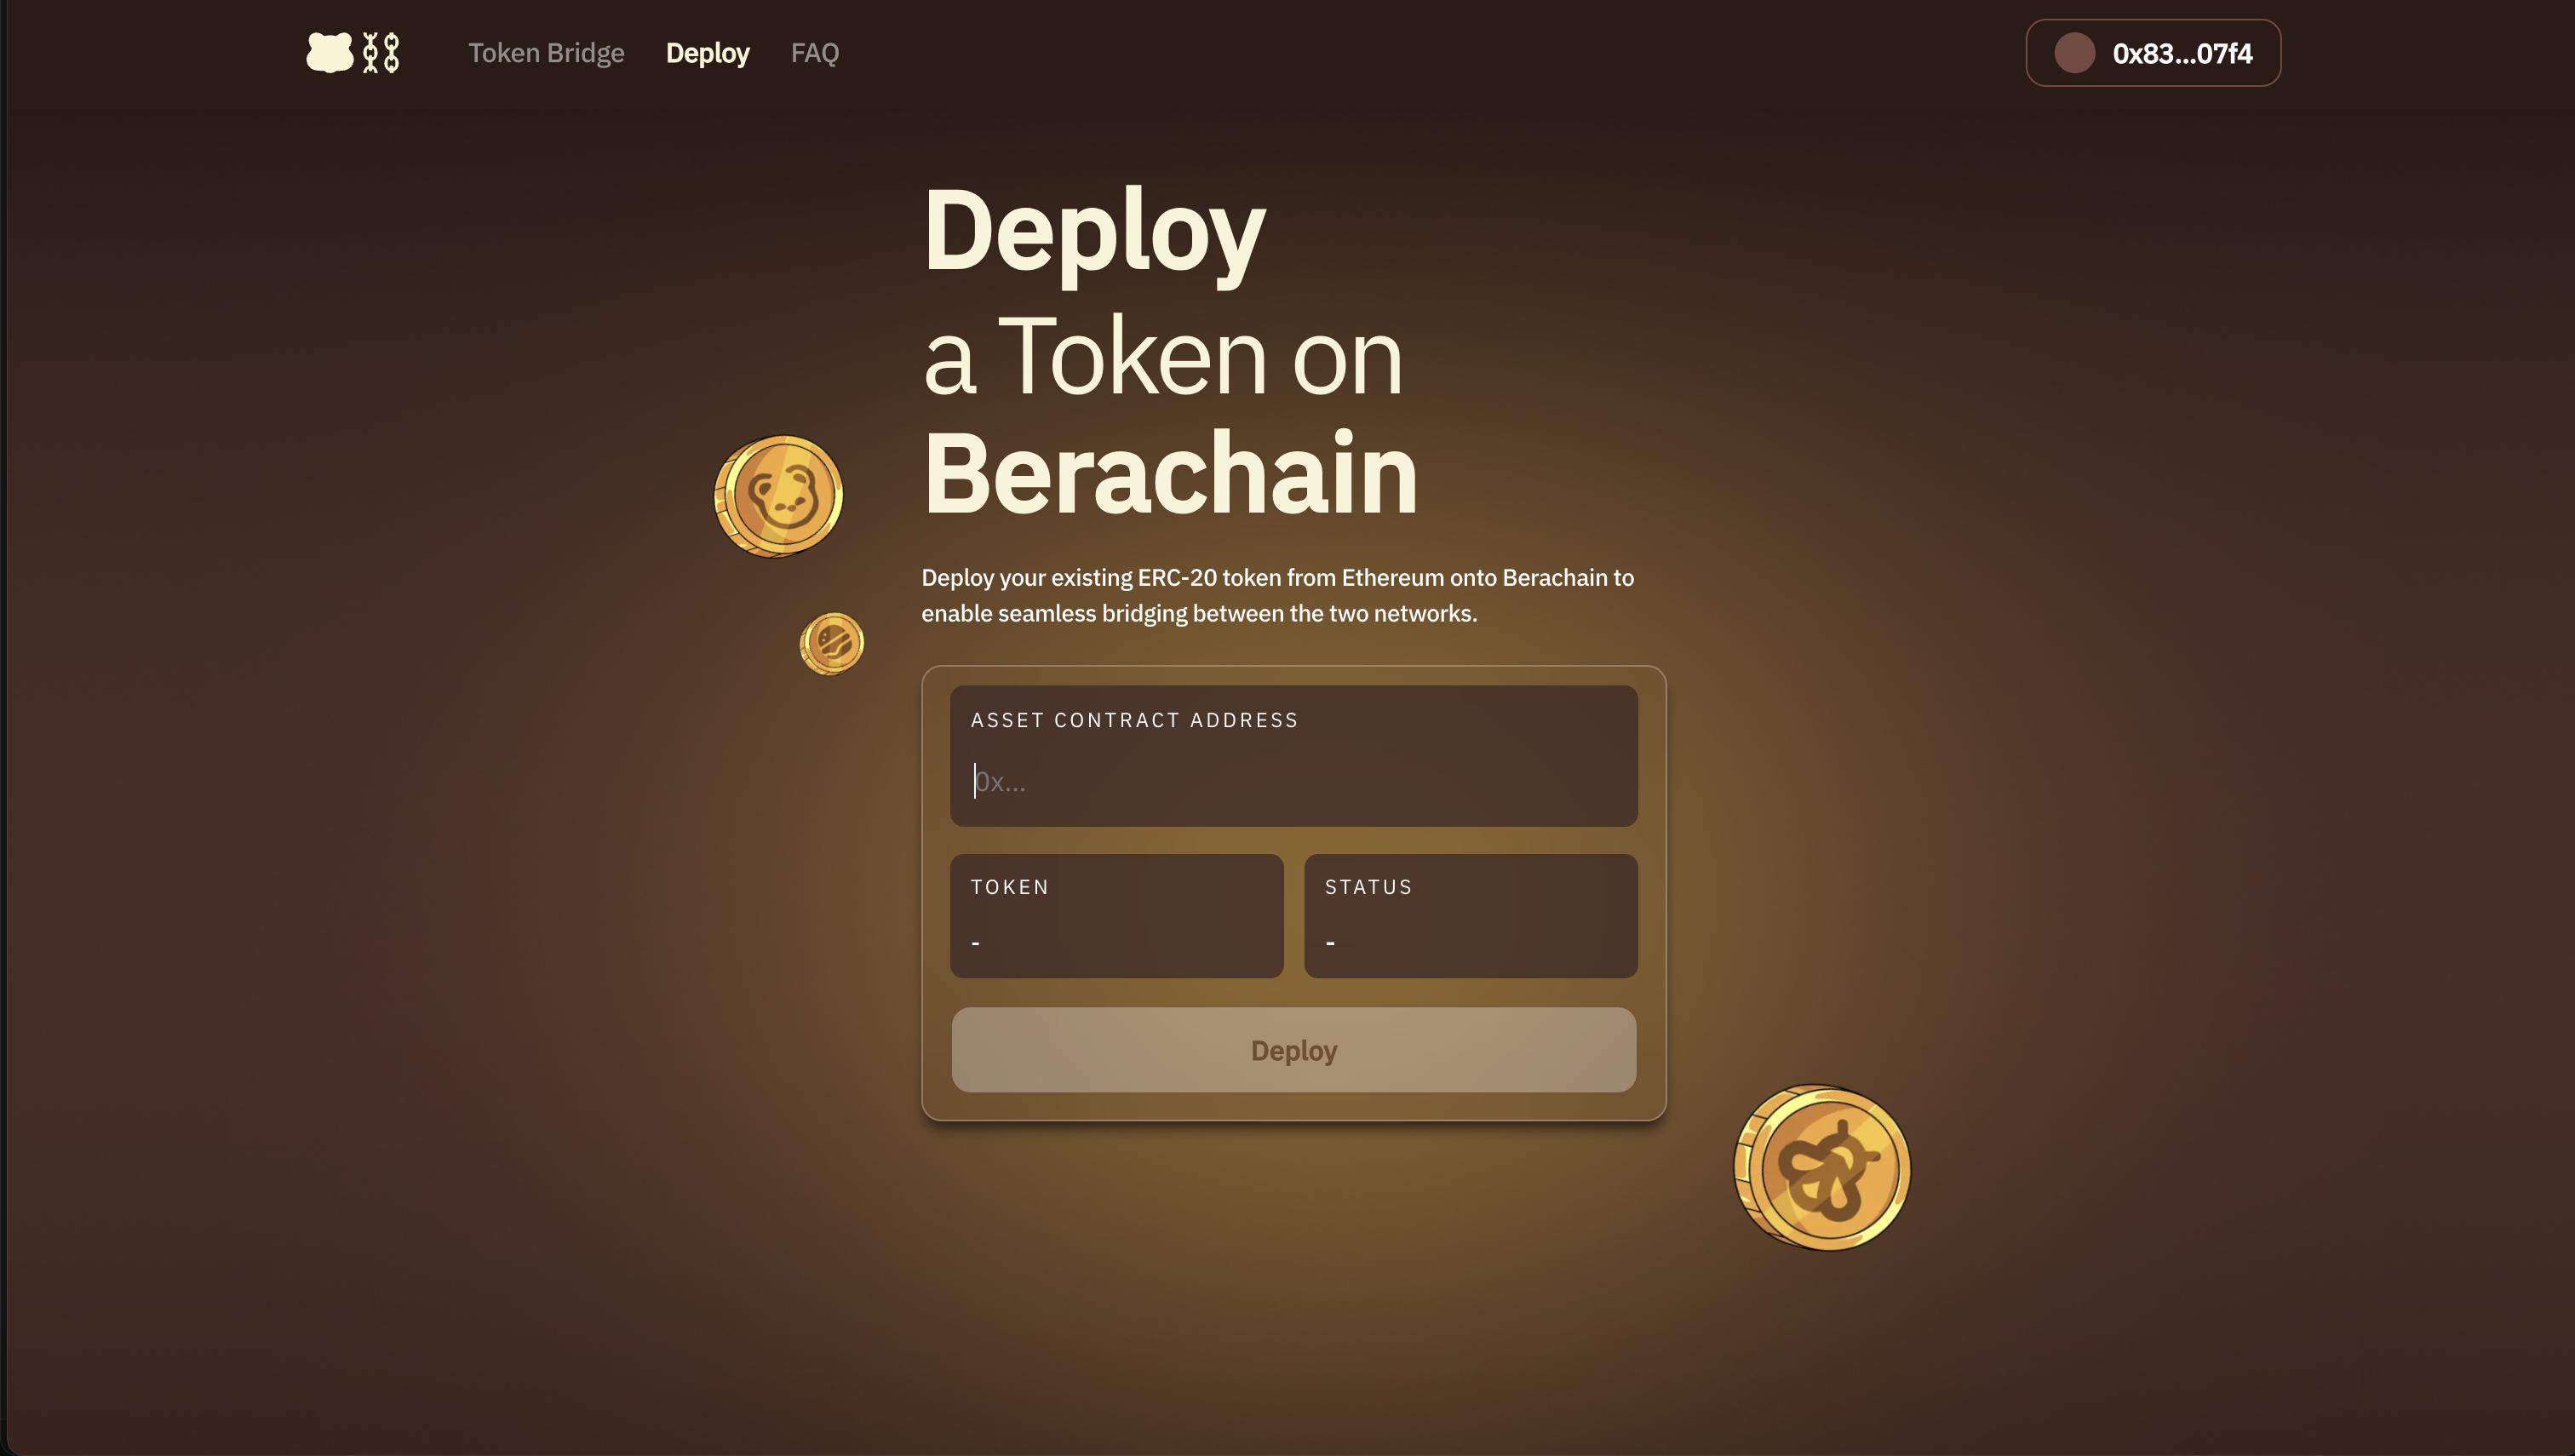 Token Bridge Deploy FAQ 0x83...07f4
Deploy
a Token on
Berachain
Deploy your existing ERC-20 token from Ethereum onto Berachain to
enable seamless bridging between the two networks.
ASSET CONTRACT ADDRESS
0x...
TOKEN STATUS
- -
Deploy